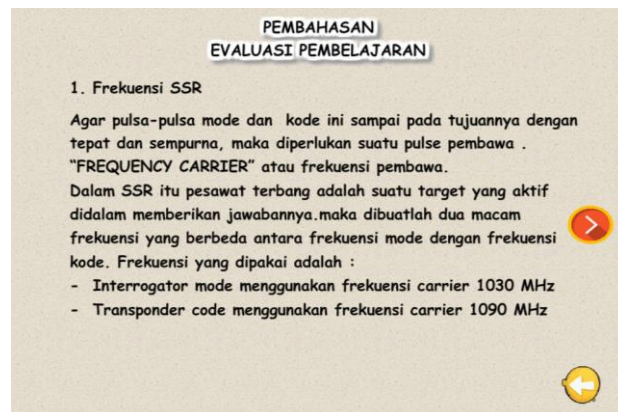 PEMBAHASAN
EVALUASI PEMBELAJARAN
1. Frekuensi SSR
Agar pulsa-pulsa mode dan kode ini sampai pada tujuannya dengan
tepat dan sempurna, maka diperlukan suatu pulse pembawa .
"FREQUENCY CARRIER" atau frekuensi pembawa.
Dalam SSR itu pesawat terbang adalah suatu target yang aktif
didalam memberikan jawabannya.maka dibuatlah dua macam
frekuensi yang berbeda antara frekuensi mode dengan frekuensi
kode. Frekuensi yang dipakai adalah :
- Interrogator mode menggunakan frekuensi carrier 1030 MHz
- Transponder code menggunakan frekuensi carrier 1090 MHz